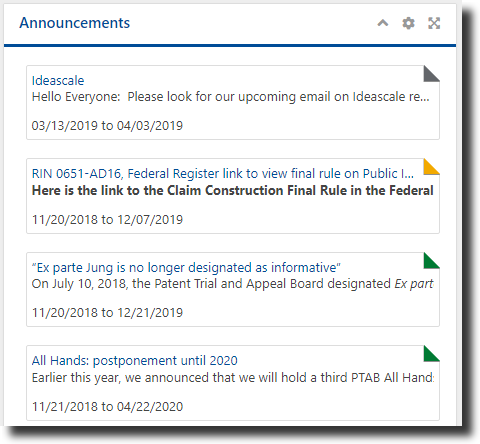 Announcements
Ideascale
Hello Everyone:  Please look for our upcoming email on Ideascale re...
03/13/2019 to 04/03/2019
RIN 0651-AD16, Federal Register link to view final rule on Public I...
Here is the link to the Claim Construction Final Rule in the Federal
11/20/2018 to 12/07/2019
“Ex parte Jung is no longer designated as informative”
On July 10, 2018, the Patent Trial and Appeal Board designated Ex part
11/20/2018 to 12/21/2019
All Hands: postponement until 2020
Earlier this year, we announced that we will hold a third PTAB All Hands
11/21/2018 to 04/22/2020